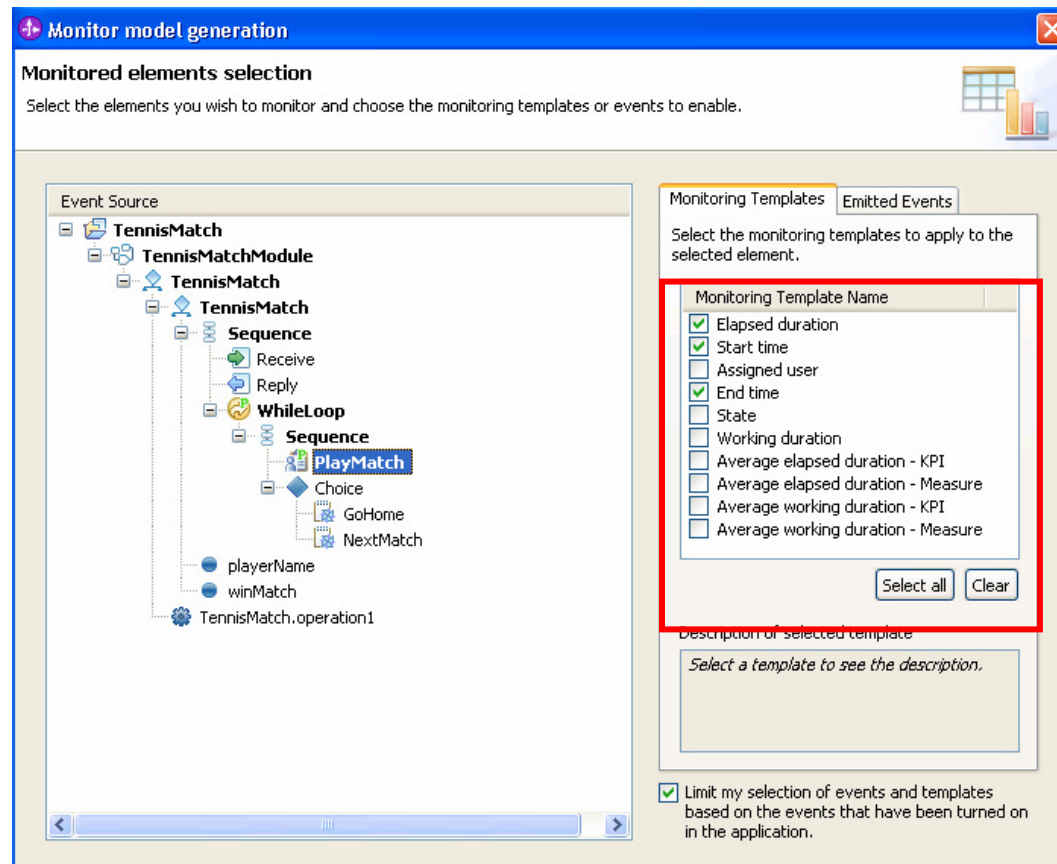 Monitor model generation
Monitored elements selection
Select the elements you wish to monitor and choose the monitoring templates or events to enable.
Event Source
TennisMatch
TennisMatchModule
TennisMatch
TennisMatch
Sequence
Receive
Reply
WhileLoop
Sequence
PlayMatch
Choice
GoHome
NextMatch
playerName
winMatch
TennisMatch.operation1
Monitoring Templates
Emitted Events
Select the monitoring templates to apply to the
selected element.
Monitoring Template Name
Elapsed duration
Start time
Assigned user
End time
State
Working duration
Average elapsed duration - KPI
Average elapsed duration - Measure
Average working duration - KPI
Average working duration - Measure
Select all
Clear
Description of selected template
Select a template to see the description.
Limit my selection of events and templates
based on the events that have been turned on
in the application.